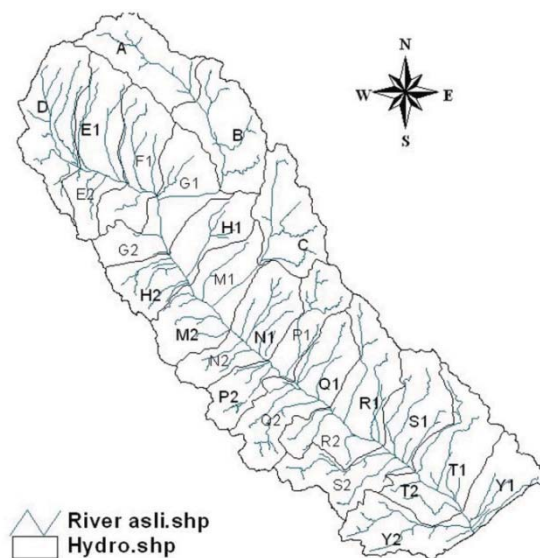 A
N
W E
S
D
E1
B
F1
E2
G1
H1
G2
C
M1
H2
M2
N1
P1
N2
P2
Q1
R1
Q2
S1
R2
S2
T1
T2
Y1
Y2
River asli.shp
Hydro.shp